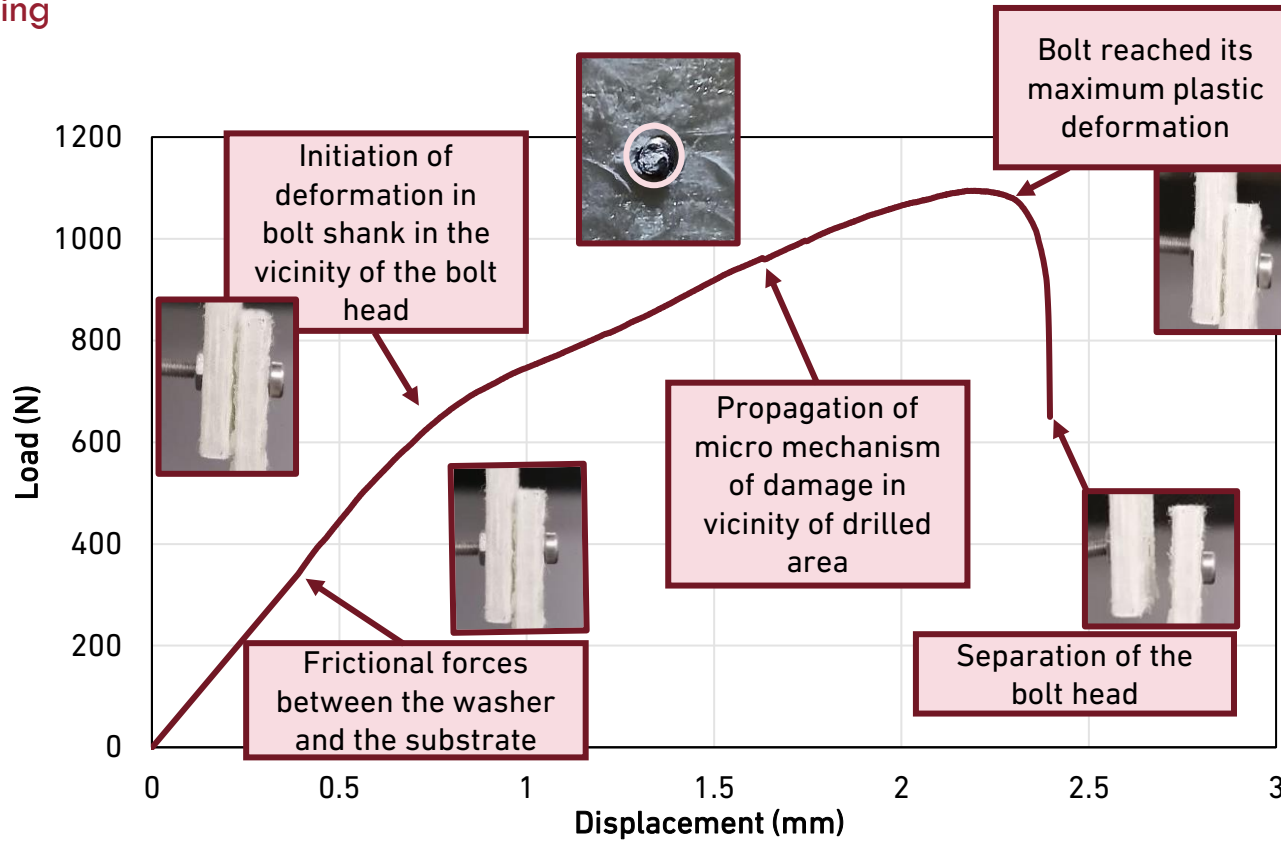 ing
Bolt reached its
maximum plastic
deformation
Initiation of
deformation in
bolt shank in the
vicinity of the bolt
head
Propagation of
micro mechanism
of damage in
vicinity of drilled
area
Frictional forces
between the washer
and the substrate
Separation of the
bolt head
Load (N)
1200
1000
800
600
400
200
0
0 0.5 1 1.5 2 2.5 3
Displacement (mm)